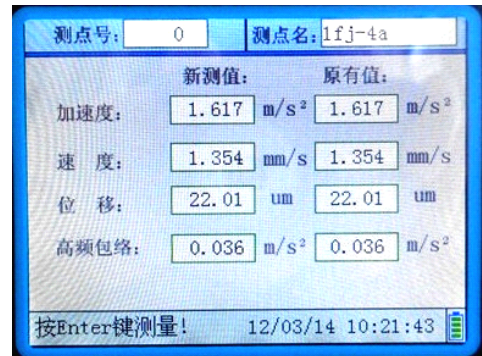 测点号: 0 测点名: 1fj-4a
新测值: 原有值:
加速度: 1.617 m/s² 1.617 m/s²
速 度: 1.354 mm/s 1.354 mm/s
位 移: 22.01 um 22.01 um
高频包络: 0.036 m/s² 0.036 m/s²
按Enter键测量! 12/03/14 10:21:43